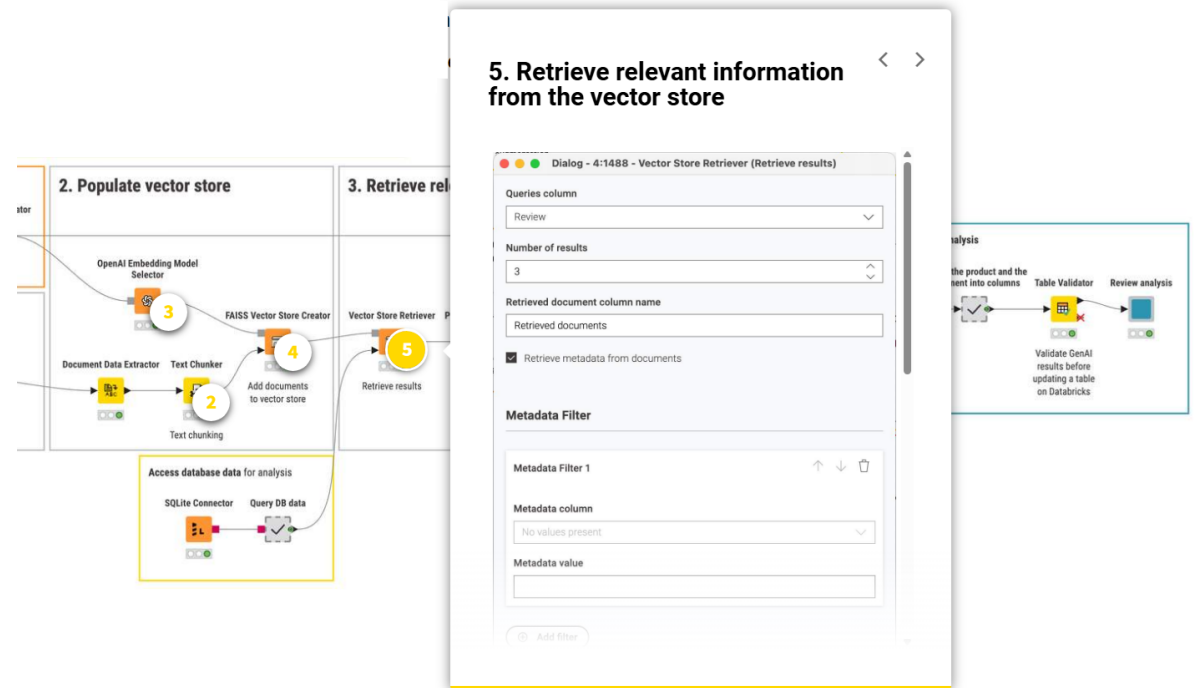 5. Retrieve relevant information
from the vector store
Dialog - 4:1488 - Vector Store Retriever (Retrieve results)
Queries column
Review
Number of results
3
Retrieved document column name
Retrieved documents
Retrieve metadata from documents
Metadata Filter
Metadata Filter 1
Metadata column
No values present
Metadata value
Add filter
ator
2. Populate vector store
OpenAI Embedding Model
Selector
3
FAISS Vector Store Creator
4
Add documents
to vector store
Document Data Extractor
Text Chunker
2
Text chunking
3. Retrieve rel
Vector Store Retriever
P
5
Retrieve results
Access database data for analysis
SQLite Connector
Query DB data
nalysis
the product and the
ment into columns
Table Validator
Validate GenAI
results before
updating a table
on Databricks
Review analysis